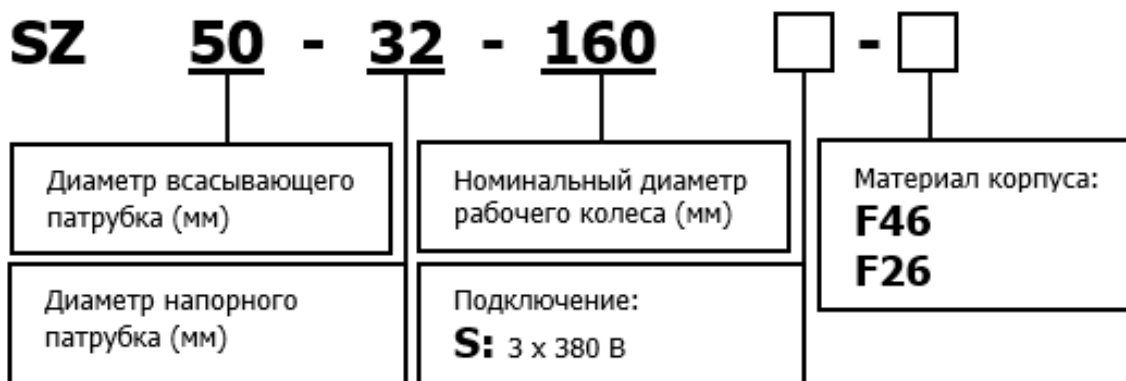 SZ 50 - 32 - 160 -
Диаметр всасывающего
патрубка (мм)
Номинальный диаметр
рабочего колеса (мм)
Материал корпуса:
F46
F26
Диаметр напорного
патрубка (мм)
Подключение:
S: 3 x 380 В